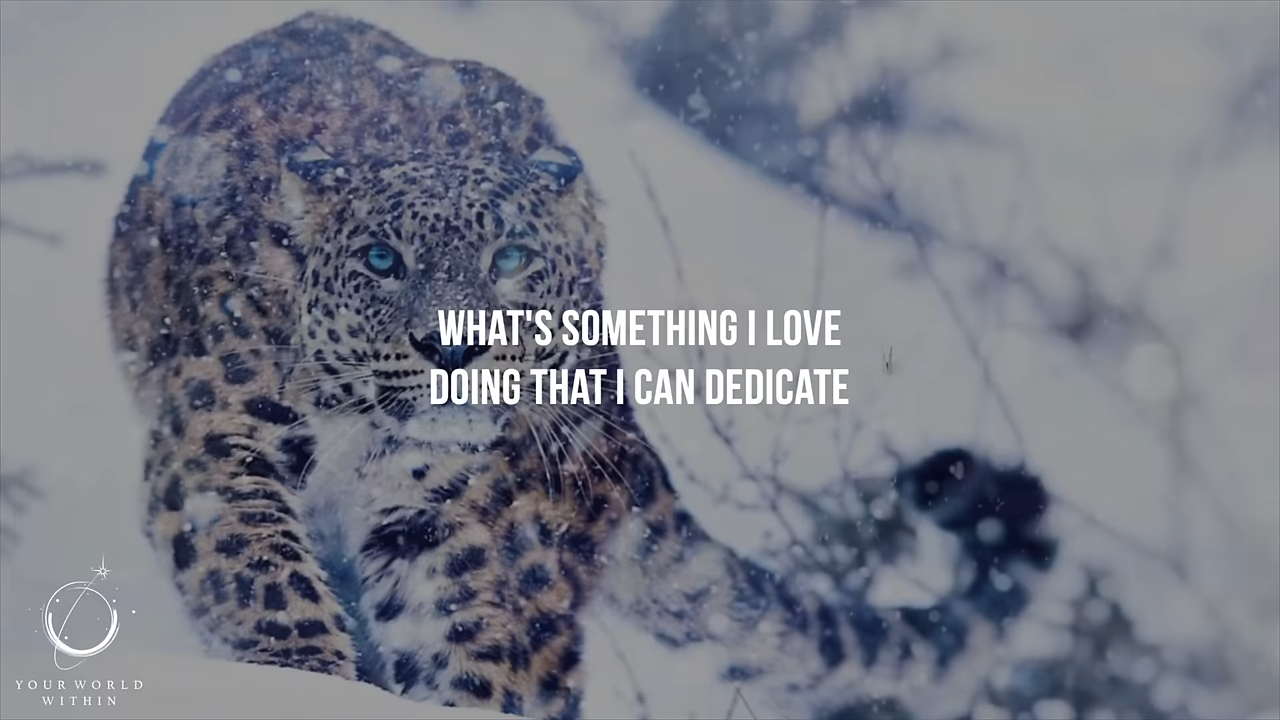 WHAT'S SOMETHING I LOVE
DOING THAT I CAN DEDICATE
YOUR WORLD
WITHIN